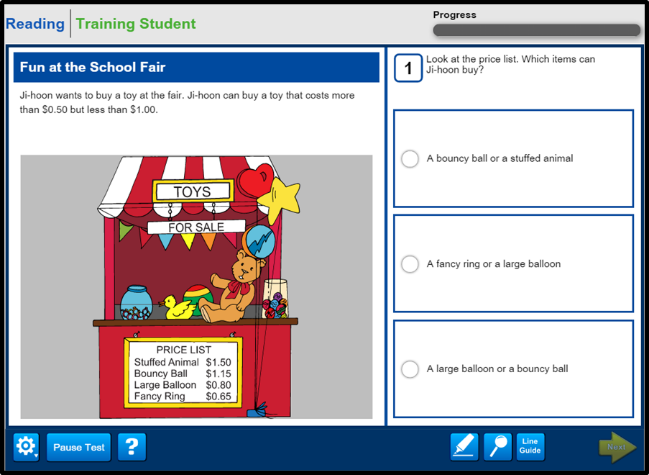 Reading Training Student
Progress
Fun at the School Fair
Ji-hoon wants to buy a toy at the fair. Ji-hoon can buy a toy that costs more
than $0.50 but less than $1.00.
TOYS
FOR SALE
PRICE LIST
Stuffed Animal $1.50
Bouncy Ball $1.15
Large Balloon $0.80
Fancy Ring $0.65
1
Look at the price list. Which items can
Ji-hoon buy?
A bouncy ball or a stuffed animal
A fancy ring or a large balloon
A large balloon or a bouncy ball
Pause Test
?
Line
Guide
Next